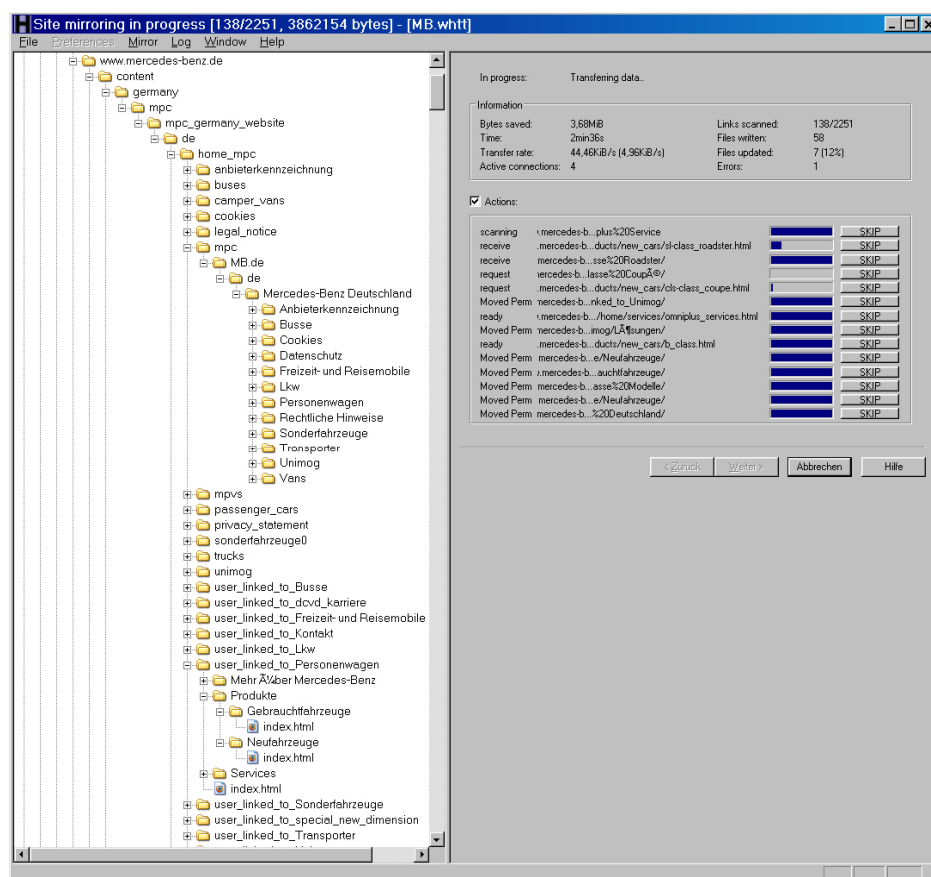 Site mirroring in progress [138/2251, 3862154 bytes] - [MB.whtt]
File Preferences Mirror Log Window Help
www.mercedes-benz.de
content
germany
mpc
mpc_germany_website
de
home_mpc
anbieterkennzeichnung
buses
camper_vans
cookies
legal_notice
mpc
MB.de
de
Mercedes-Benz Deutschland
Anbieterkennzeichnung
Busse
Cookies
Datenschutz
Freizeit- und Reisemobile
Lkw
Personenwagen
Rechtliche Hinweise
Sonderfahrzeuge
Transporter
Unimog
Vans
mpvs
passenger_cars
privacy_statement
sonderfahrzeuge0
trucks
unimog
user_linked_to_Busse
user_linked_to_dcvd_karriere
user_linked_to_Freizeit- und Reisemobile
user_linked_to_Kontakt
user_linked_to_Lkw
user_linked_to_Personenwagen
Mehr Ã¼ber Mercedes-Benz
Produkte
Gebrauchtfahrzeuge
index.html
Neufahrzeuge
index.html
Services
index.html
user_linked_to_Sonderfahrzeuge
user_linked_to_special_new_dimension
user_linked_to_Transporter
In progress: Transferring data..
Information
Bytes saved: 3,68MiB Links scanned: 138/2251
Time: 2min36s Files written: 58
Transfer rate: 44,46KiB/s (4,96KiB/s) Files updated: 7 (12%)
Active connections: 4 Errors: 1
Actions:
scanning .mercedes-b...plus%20Service SKIP
receive .mercedes-b...ducts/new_cars/sl-class_roadster.html SKIP
receive mercedes-b...sse%20Roadster/ SKIP
request ercedes-b...lasse%20CoupÃ©/ SKIP
request .mercedes-b...ducts/new_cars/cls-class_coupe.html SKIP
Moved Perm mercedes-b...nked_to_Unimog/ SKIP
ready .mercedes-b.../home/services/omniplus_services.html SKIP
Moved Perm mercedes-b...imog/LÃ¶sungen/ SKIP
ready .mercedes-b...ducts/new_cars/b_class.html SKIP
Moved Perm mercedes-b...e/Neufahrzeuge/ SKIP
Moved Perm .mercedes-b...auchtfahrzeuge/ SKIP
Moved Perm mercedes-b...asse%20Modelle/ SKIP
Moved Perm mercedes-b...e/Neufahrzeuge/ SKIP
Moved Perm mercedes-b...%20Deutschland/ SKIP
< Zurück Weiter > Abbrechen Hilfe